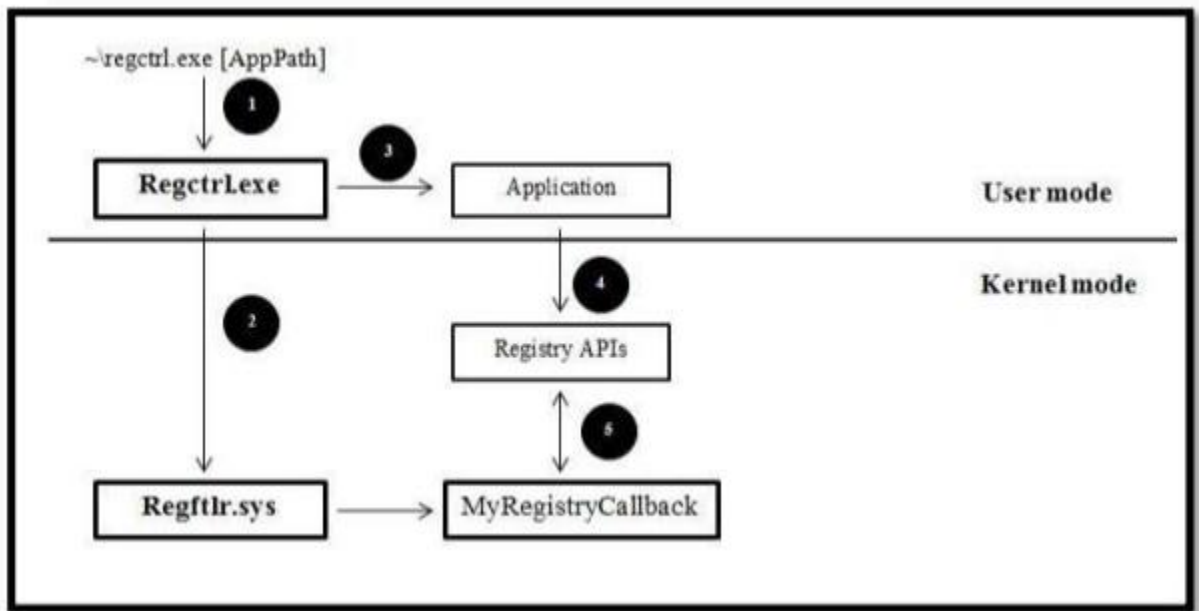 ~\regctrl.exe [AppPath]
1
3
Regctrl.exe
Application
User mode
Kernel mode
4
2
Registry APIs
5
Regftlr.sys
MyRegistryCallback